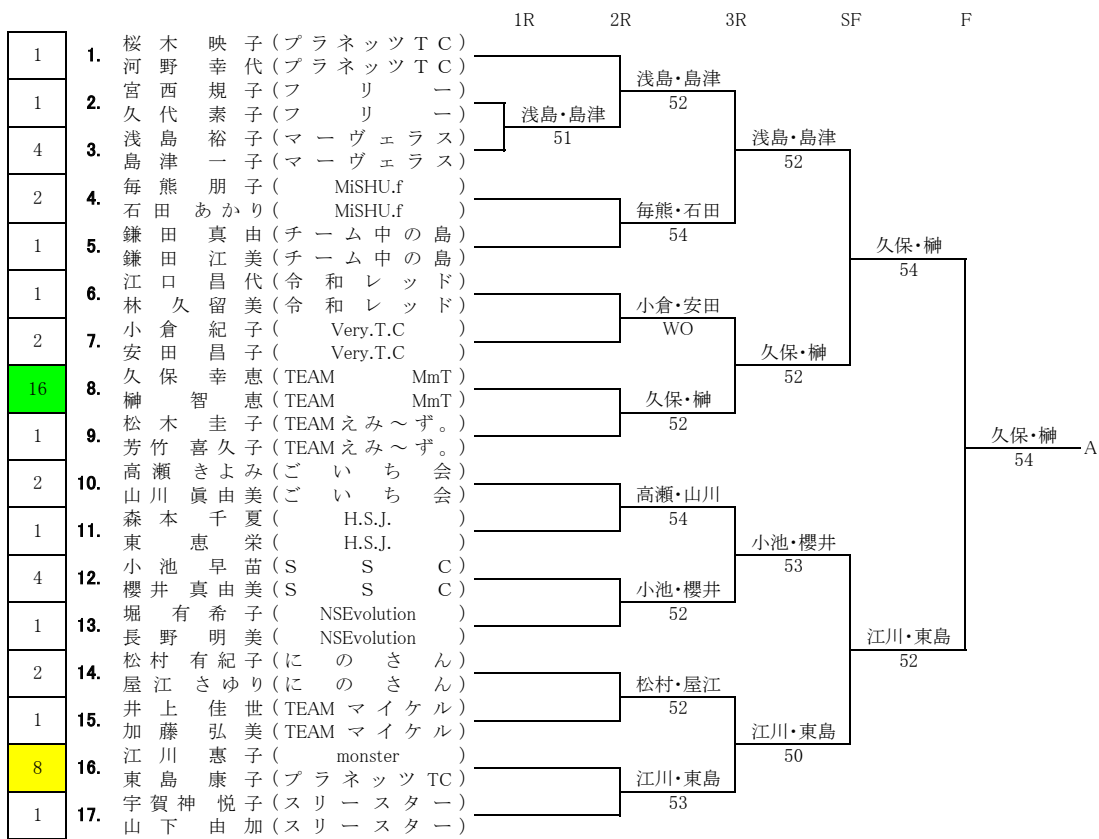 1R 2R 3R SF F
1 1. 桜木 映子(プラネッツTC)
河野 幸代(プラネッツTC)
1 2. 宮西 規子(フリー)
久代 素子(フリー)
4 3. 浅島 裕子(マーヴェラス)
島津 一子(マーヴェラス)
2 4. 毎熊 朋子(MiSHU.f)
石田 あかり(MiSHU.f)
1 5. 鎌田 真由(チーム中の島)
鎌田 江美(チーム中の島)
1 6. 江口 昌代(令和レッド)
林 久留美(令和レッド)
2 7. 小倉 紀子(Very.T.C)
安田 昌子(Very.T.C)
16 8. 久保 幸恵(TEAM MmT)
榊 智恵(TEAM MmT)
1 9. 松木 圭子(TEAMえみ～ず。)
芳竹 喜久子(TEAMえみ～ず。)
2 10. 高瀬 きよみ(ごいち会)
山川 眞由美(ごいち会)
1 11. 森本 千夏(H.S.J.)
東 恵栄(H.S.J.)
4 12. 小池 早苗(SSC)
櫻井 真由美(SSC)
1 13. 堀 有希子(NSEvolution)
長野 明美(NSEvolution)
2 14. 松村 有紀子(にのさん)
屋江 さゆり(にのさん)
1 15. 井上 佳世(TEAM マイケル)
加藤 弘美(TEAM マイケル)
8 16. 江川 惠子(monster)
東島 康子(プラネッツ TC)
1 17. 宇賀神 悦子(スリースター)
山下 由加(スリースター)
浅島・島津
51
浅島・島津
52
毎熊・石田
54
小倉・安田
WO
久保・榊
52
高瀬・山川
54
小池・櫻井
52
松村・屋江
52
江川・東島
53
浅島・島津
52
久保・榊
52
小池・櫻井
53
江川・東島
50
久保・榊
54
江川・東島
52
久保・榊
54
A